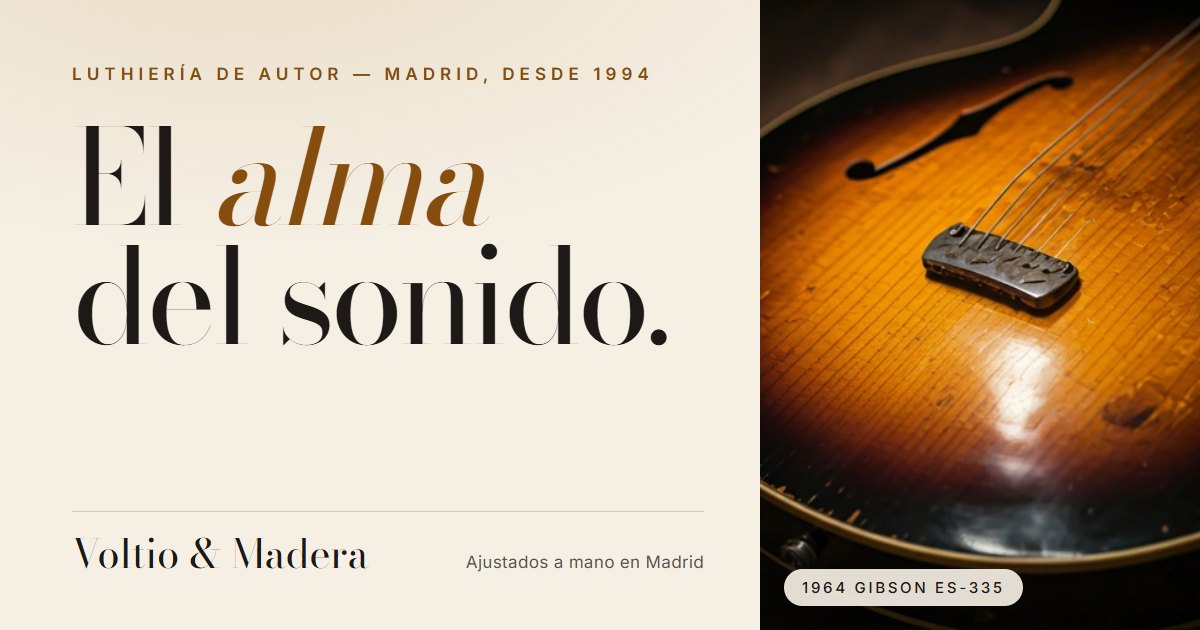 LUTHIERÍA DE AUTOR — MADRID, DESDE 1994
El alma
del sonido.
Voltio & Madera
Ajustados a mano en Madrid
1964 GIBSON ES-335